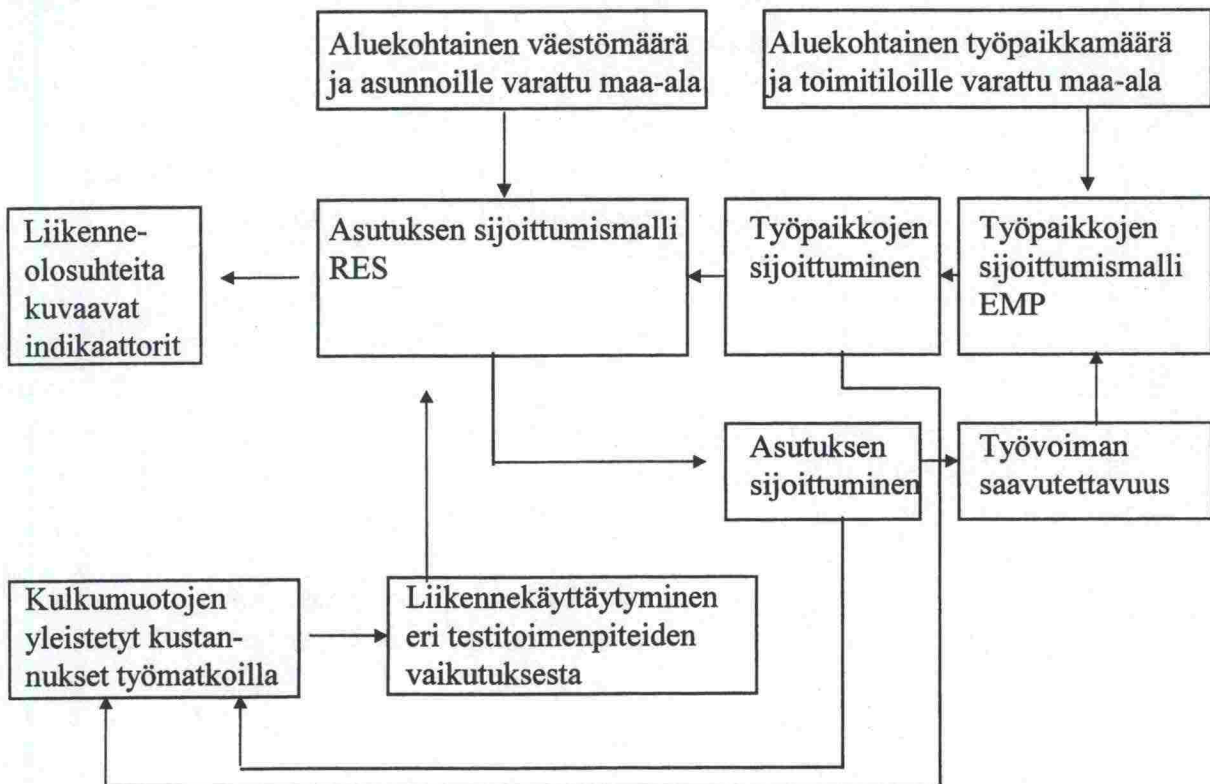 Aluekohtainen väestömäärä
ja asunnoille varattu maa-ala
Aluekohtainen työpaikkamäärä
ja toimitiloille varattu maa-ala
Liikenne-
olosuhteita
kuvaavat
indikaattorit
Asutuksen sijoittumismalli
RES
Työpaikkojen
sijoittuminen
Työpaikkojen
sijoittumismalli
EMP
Asutuksen
sijoittuminen
Työvoiman
saavutettavuus
Kulkumuotojen
yleistetyt kustan-
nukset työmatkoilla
Liikennekäyttäytyminen
eri testitoimenpiteiden
vaikutuksesta